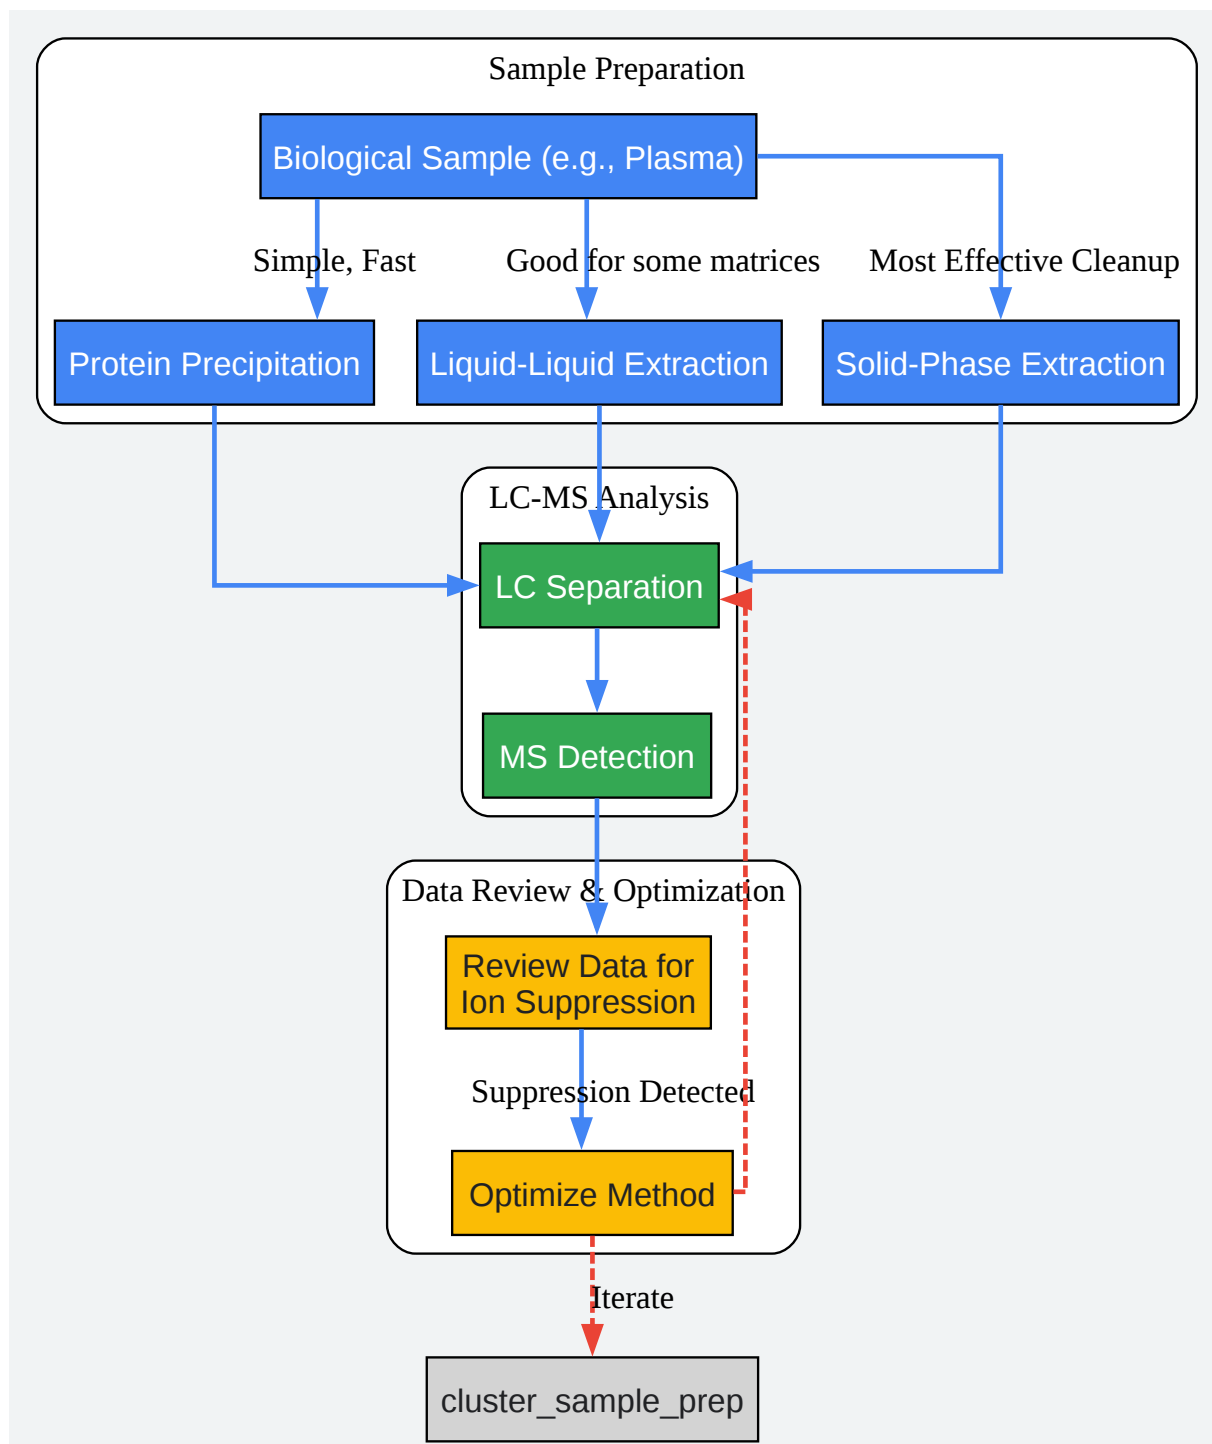 Sample Preparation
Biological Sample (e.g., Plasma)
Simple, Fast
Good for some matrices
Most Effective Cleanup
Protein Precipitation
Liquid-Liquid Extraction
Solid-Phase Extraction
LC-MS Analysis
LC Separation
MS Detection
Data Review & Optimization
Review Data for
Ion Suppression
Suppression Detected
Optimize Method
Iterate
cluster_sample_prep